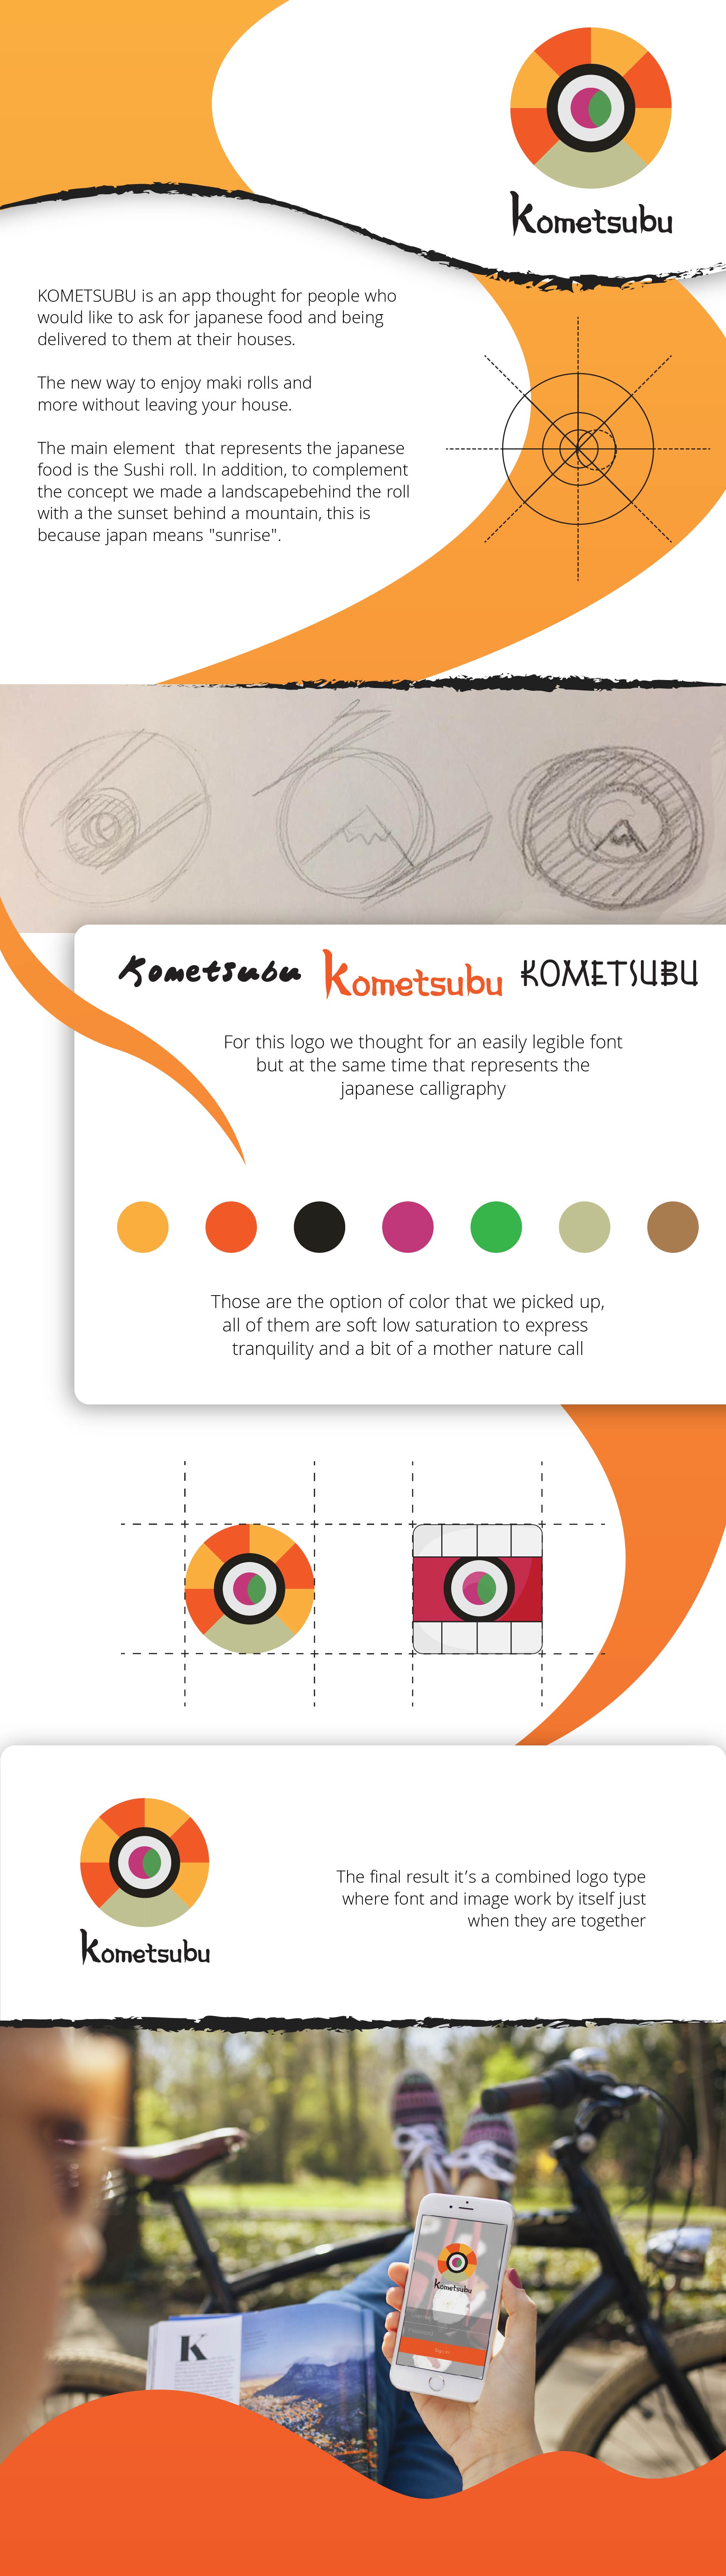 kometsubu
KOMETSUBU is an app thought for people who
would like to ask for japanese food and being
delivered to them at their houses.
The new way to enjoy maki rolls and
more without leaving your house.
The main element that represents the japanese
food is the Sushi roll. In addition, to complement
the concept we made a landscapebehind the roll
with a the sunset behind a mountain, this is
because japan means "sunrise".
Kometsubu kometsubu KOMETSUBU
For this logo we thought for an easily legible font
but at the same time that represents the
japanese calligraphy
Those are the option of color that we picked up,
all of them are soft low saturation to express
tranquility and a bit of a mother nature call
kometsubu
The final result it’s a combined logo type
where font and image work by itself just
when they are together
kometsubu
K